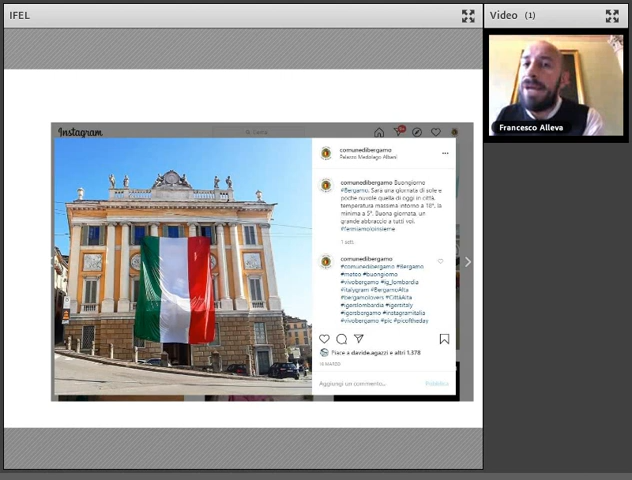 IFEL
Video (1)
Francesco Alleva
Instagram
comunedibergamo
Palazzo Medolago Albani
comunedibergamo Buongiorno
#Bergamo. Sarà una giornata di sole e
poche nuvole quella di oggi in città,
temperatura massima intorno a 18°, la
minima a 5°. Buona giornata, un
grande abbraccio a tutti voi.
#fermiamoloinsieme
comunedibergamo
#comunedibergamo #Bergamo
#meteo #buongiorno
#vivobergamo #ig_lombardia
#italygram #BergamoAlta
#bergamolovers #CittàAlta
#igerslombardia #igersitaly
#igersbergamo #instagramitalia
#vivobergamo #pic #picoftheday
Piace a davide.agazzi e altri 1.378
Aggiungi un commento...
Pubblica